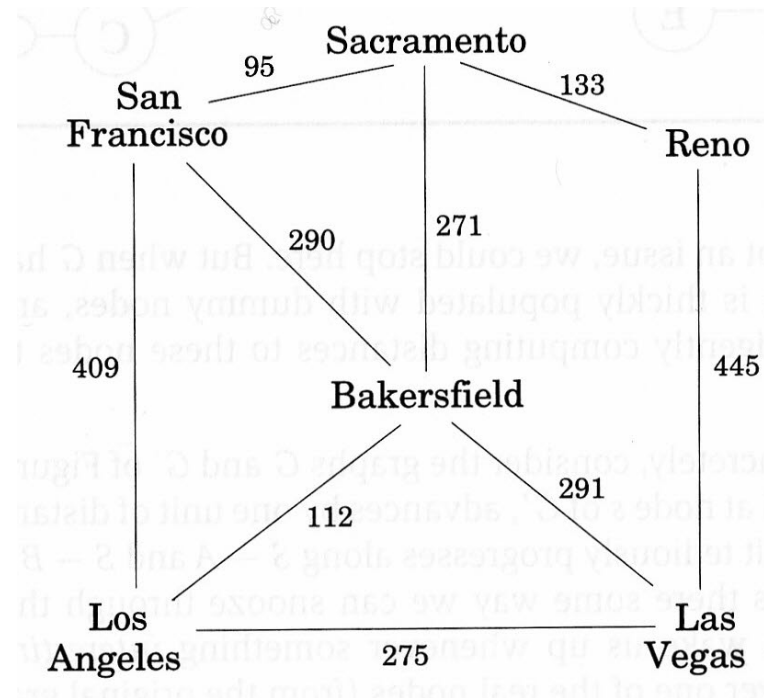 Sacramento
95
133
San
Francisco
Reno
290
271
409
445
Bakersfield
291
112
Los
Angeles
Las
Vegas
275